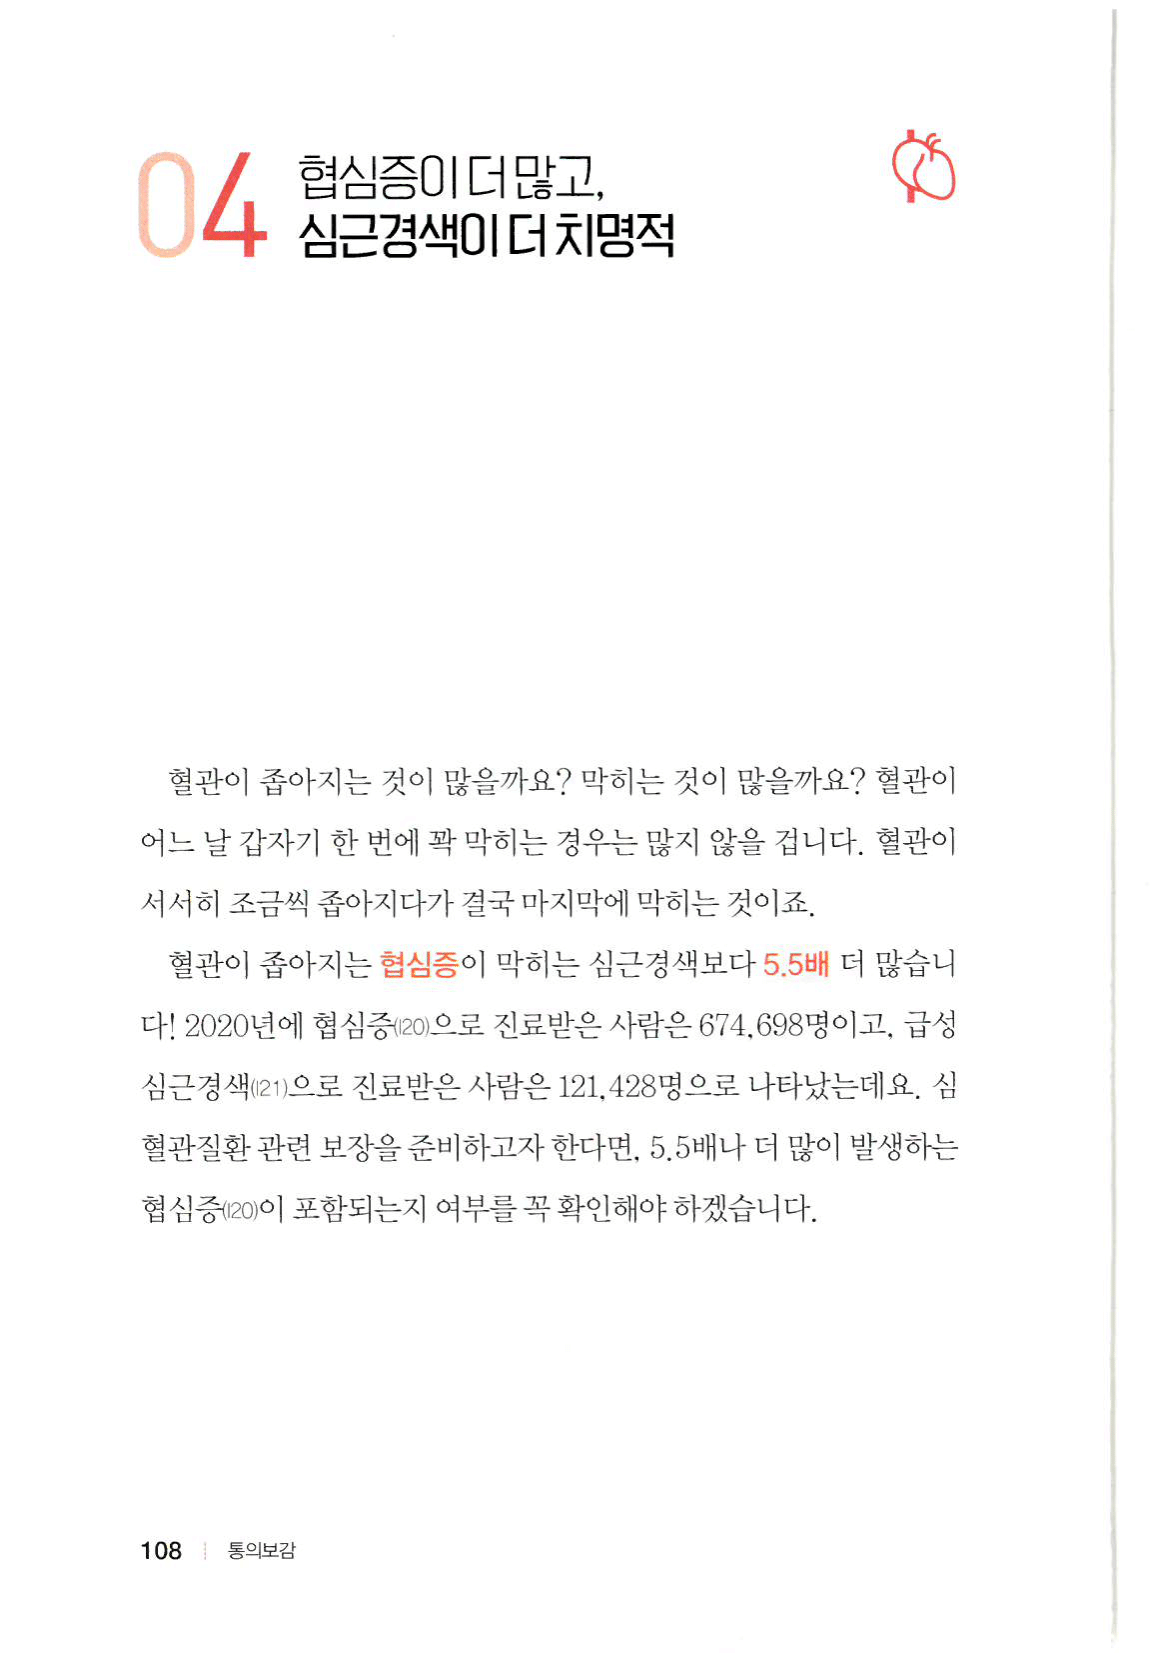 04
협심증이 더 많고,
심근경색이 더 치명적
혈관이 좁아지는 것이 많을까요? 막히는 것이 많을까요? 혈관이
어느 날 갑자기 한 번에 꽉 막히는 경우는 많지 않을 겁니다. 혈관이
서서히 조금씩 좁아지다가 결국 마지막에 막히는 것이죠.
혈관이 좁아지는 협심증이 막히는 심근경색보다 5.5배 더 많습니
다! 2020년에 협심증(I20)으로 진료받은 사람은 674,698명이고, 급성
심근경색(I21)으로 진료받은 사람은 121,428명으로 나타났는데요. 심
혈관질환 관련 보장을 준비하고자 한다면, 5.5배나 더 많이 발생하는
협심증(I20)이 포함되는지 여부를 꼭 확인해야 하겠습니다.
108 통의보감